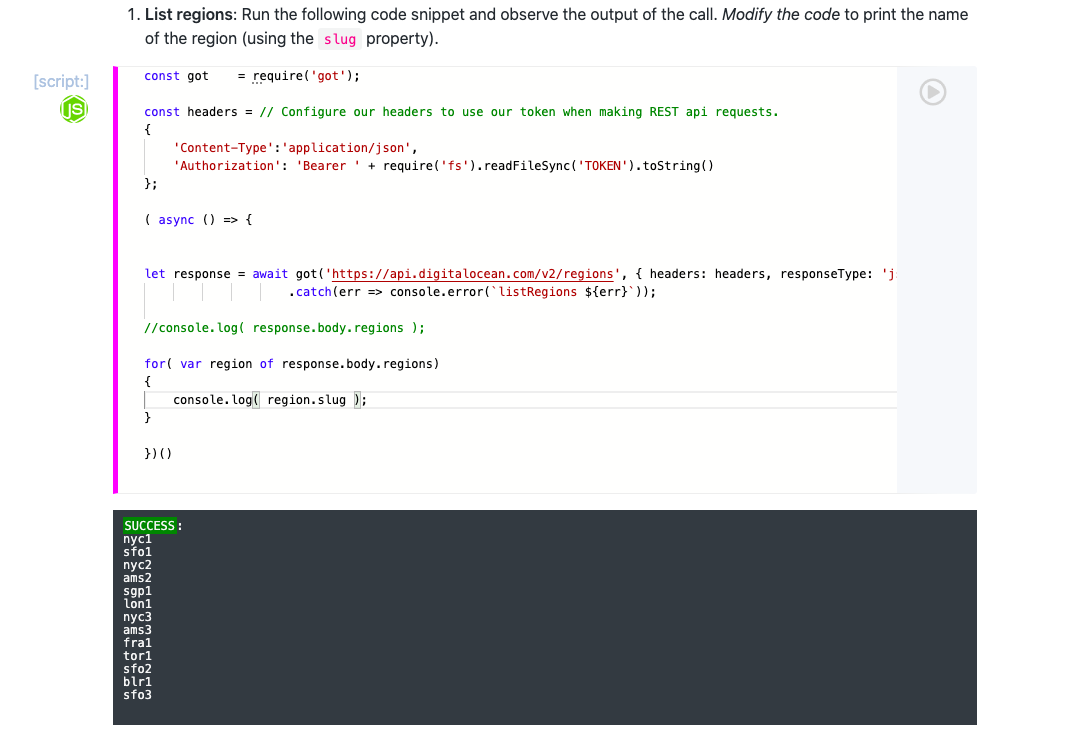 1. List regions: Run the following code snippet and observe the output of the call. Modify the code to print the name
of the region (using the slug property).
[script:]
JS
const got    = require('got');
const headers = // Configure our headers to use our token when making REST api requests.
{
    'Content-Type':'application/json',
    'Authorization': 'Bearer ' + require('fs').readFileSync('TOKEN').toString()
};
( async () => {
let response = await got('https://api.digitalocean.com/v2/regions', { headers: headers, responseType: 'j
                    .catch(err => console.error(`listRegions ${err}`));
//console.log( response.body.regions );
for( var region of response.body.regions)
{
    console.log( region.slug );
}
})()
SUCCESS:
nyc1
sfo1
nyc2
ams2
sgp1
lon1
nyc3
ams3
fra1
tor1
sfo2
blr1
sfo3